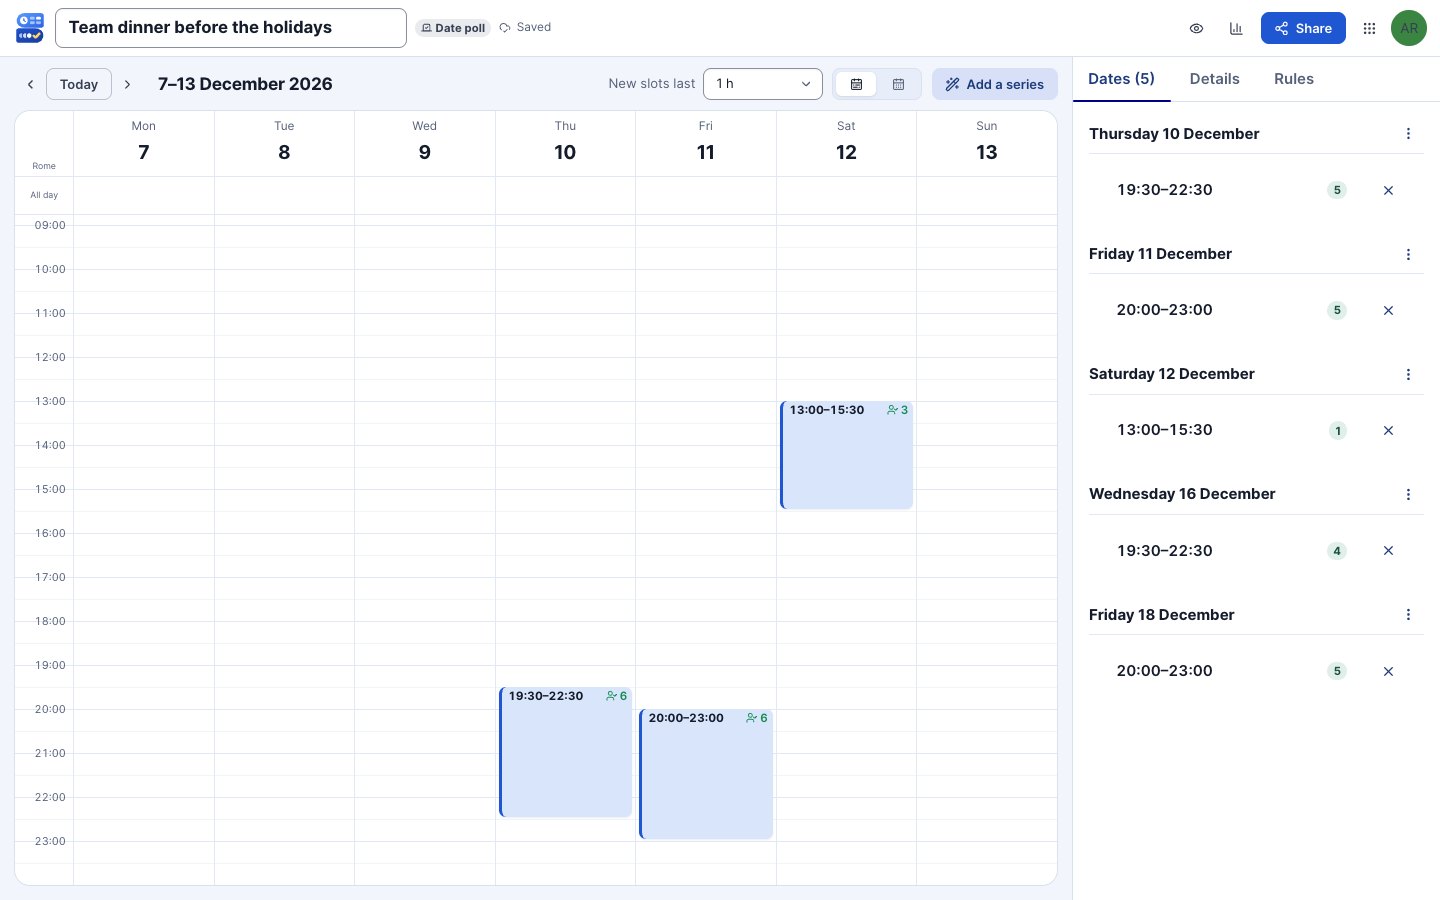 Team dinner before the holidays
Date poll
Saved
Share
AR
Today
7–13 December 2026
New slots last
1 h
Add a series
Rome
Mon
7
Tue
8
Wed
9
Thu
10
Fri
11
Sat
12
Sun
13
All day
09:00
10:00
11:00
12:00
13:00
14:00
15:00
16:00
17:00
18:00
19:00
20:00
21:00
22:00
23:00
13:00–15:30 3
19:30–22:30 6
20:00–23:00 6
Dates (5)
Details
Rules
Thursday 10 December
19:30–22:30 5
Friday 11 December
20:00–23:00 5
Saturday 12 December
13:00–15:30 1
Wednesday 16 December
19:30–22:30 4
Friday 18 December
20:00–23:00 5